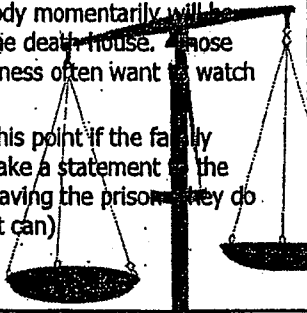 ody momentarily will be
e death house. Those
ness often want to watch
his point if the family
ake a statement to the
aving the prison they do
t can)